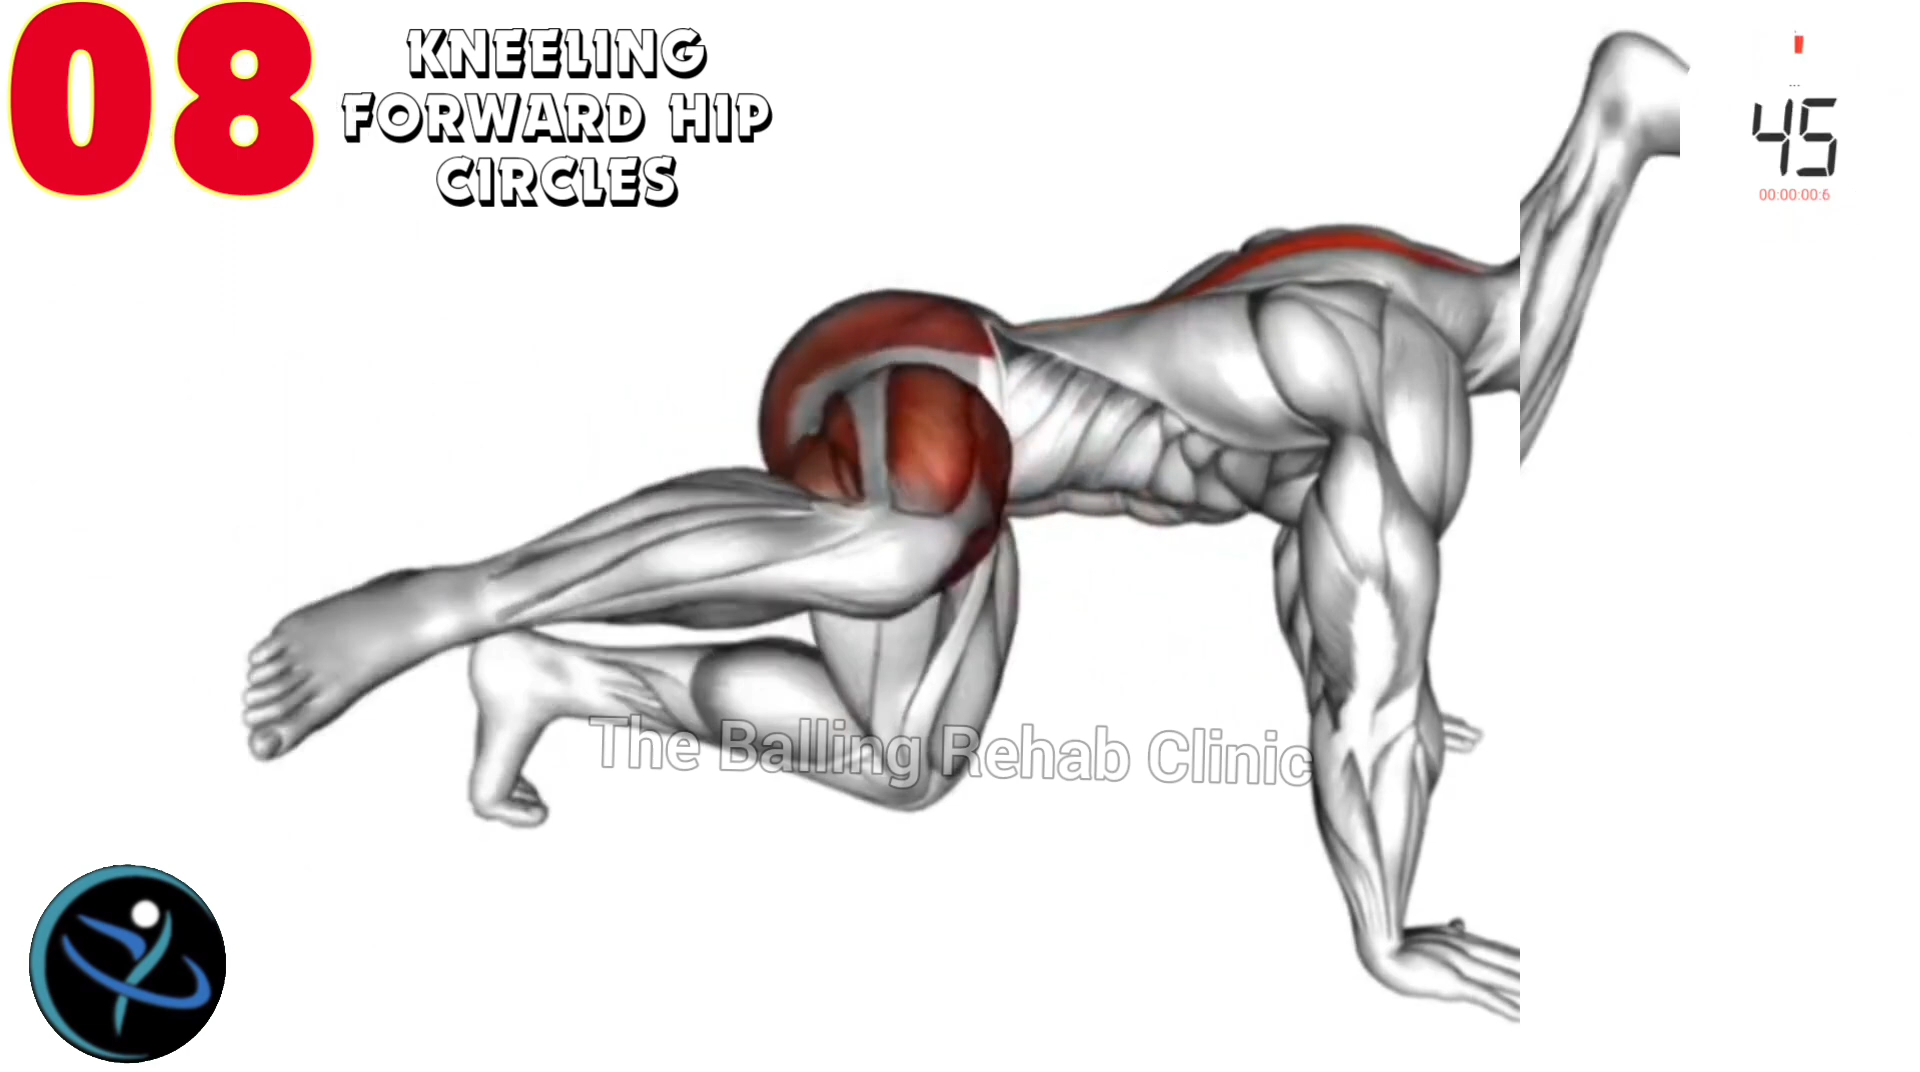 08
KNEELING
FORWARD HIP
CIRCLES
45
00:00:00:6
The Balling Rehab Clinic